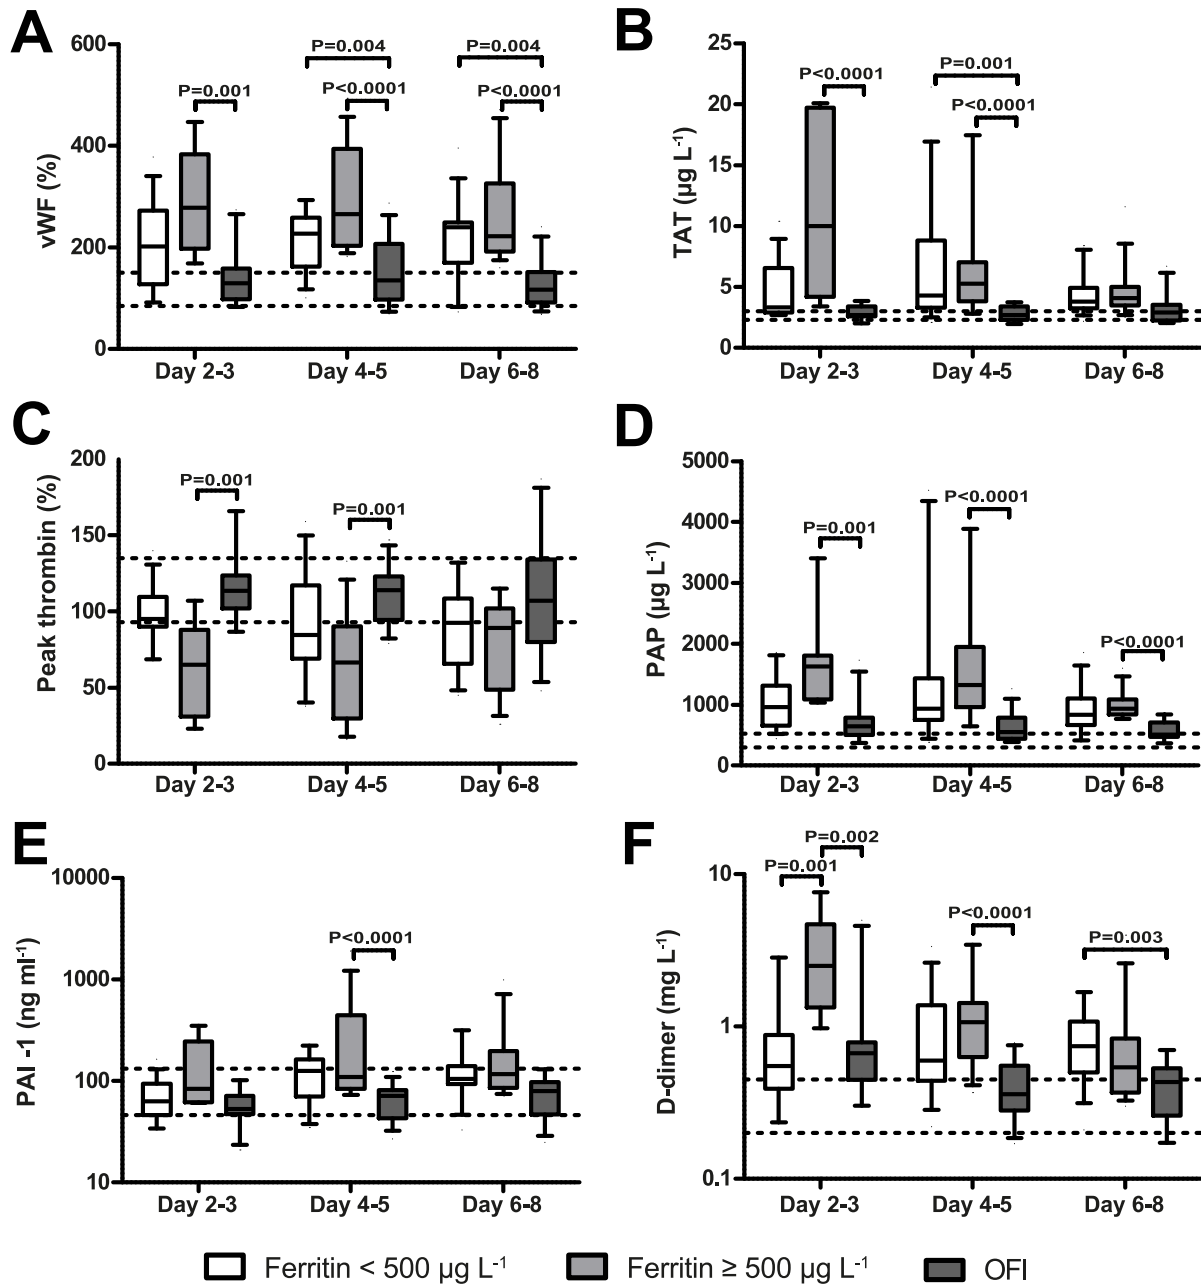 A
vWF (%)
600
400
200
0
P=0.001
P=0.004
P<0.0001
P=0.004
P<0.0001
Day 2-3
Day 4-5
Day 6-8
B
TAT (µg L-1)
25
20
15
10
5
0
P<0.0001
P=0.001
P<0.0001
Day 2-3
Day 4-5
Day 6-8
C
Peak thrombin (%)
200
150
100
50
0
P=0.001
P=0.001
Day 2-3
Day 4-5
Day 6-8
D
PAP (µg L-1)
5000
4000
3000
2000
1000
0
P=0.001
P<0.0001
P<0.0001
Day 2-3
Day 4-5
Day 6-8
E
PAI -1 (ng ml-1)
10000
1000
100
10
P<0.0001
Day 2-3
Day 4-5
Day 6-8
F
D-dimer (mg L-1)
10
1
0.1
P=0.001
P=0.002
P<0.0001
P=0.003
Day 2-3
Day 4-5
Day 6-8
Ferritin < 500 µg L-1
Ferritin ≥ 500 µg L-1
OFI